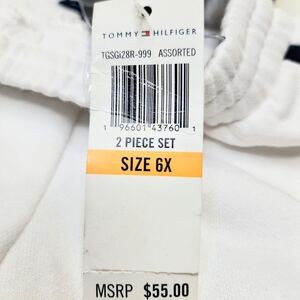 TOMMY HILFIGER
TGSGi28R-999 ASSORTED
1 96601 43760 1
2 PIECE SET
SIZE 6X
MSRP $55.00